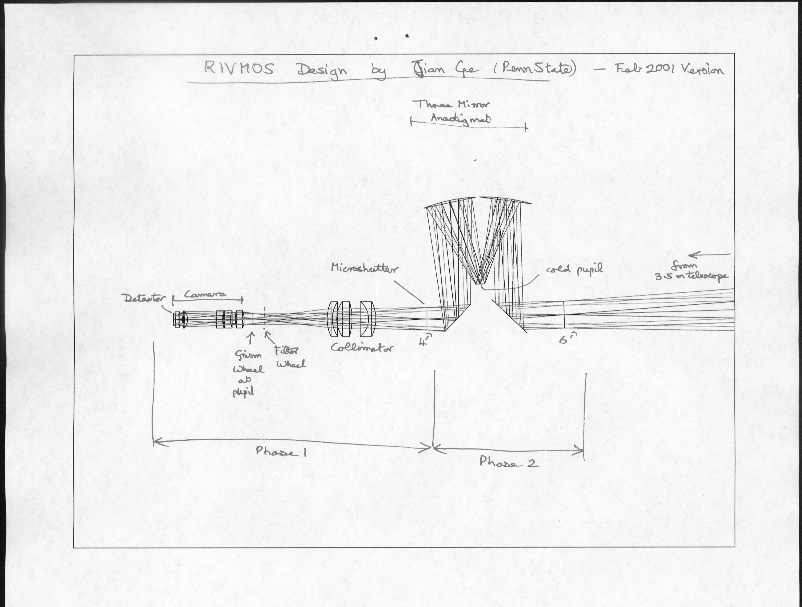 RIVMOS Design by Jian Ge (Penn State) - Feb 2001 Version
Three Mirror
Anastigmat
Microshutter
cold pupil
from
3.5 m telescope
Detector
Camera
Grism
Wheel
at
pupil
Filter
Wheel
Collimator
4"
6"
Phase 1
Phase 2